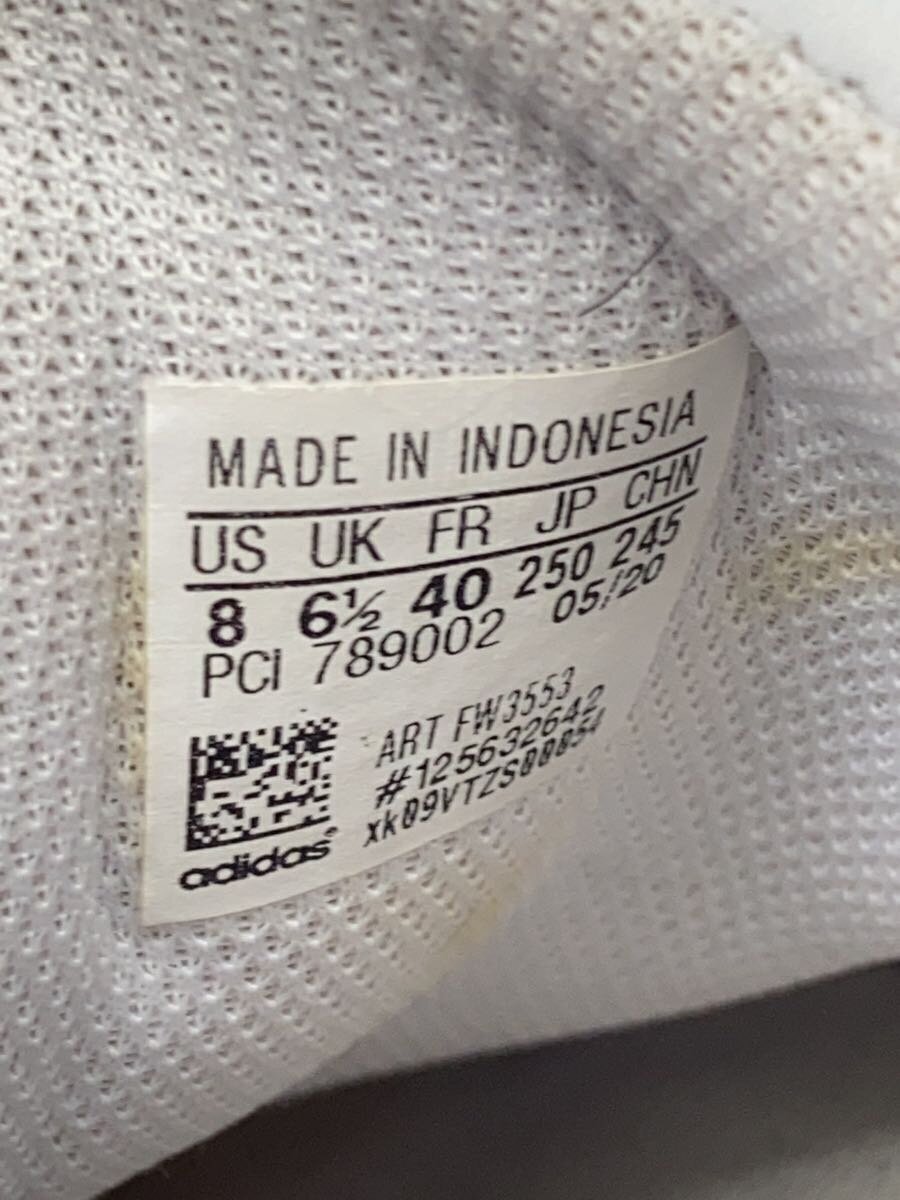 MADE IN INDONESIA
US UK FR JP CHN
8 6½ 40 250 245
PCI 789002 05/20
ART FW3553
#125632642
xk09VTZS00054
adidas